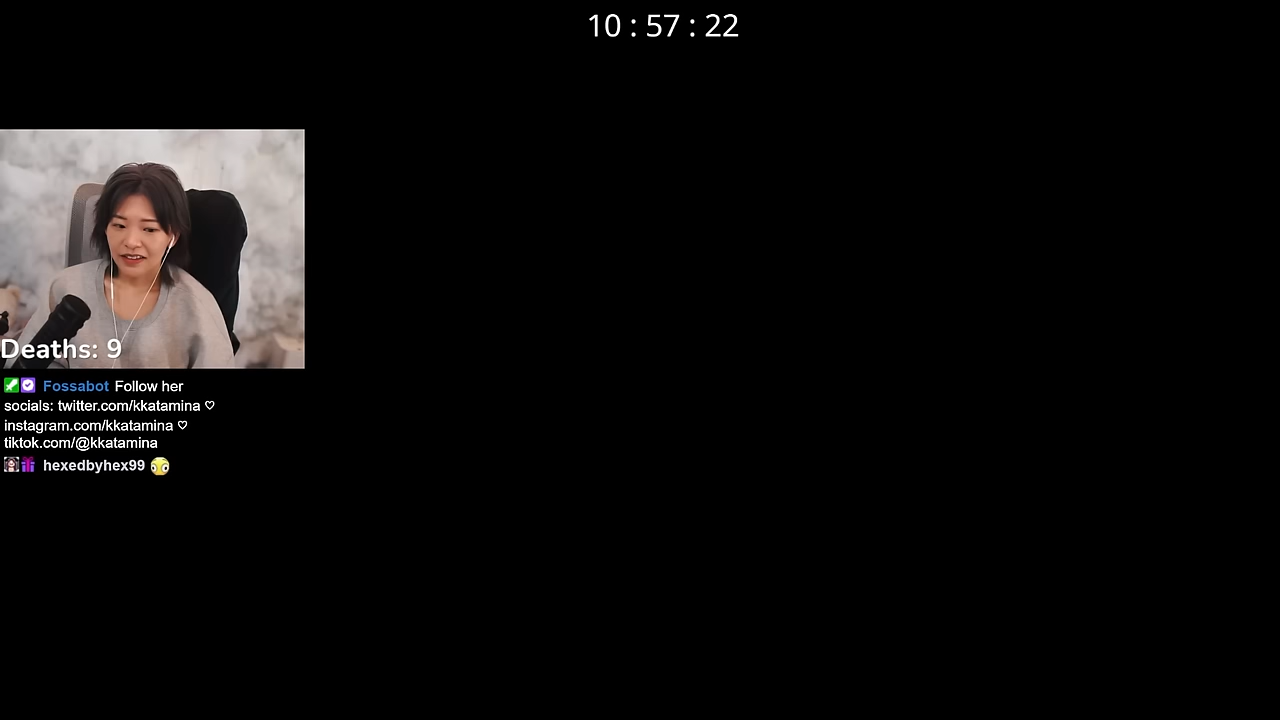 10 : 57 : 22
Deaths: 9
Fossabot Follow her
socials: twitter.com/kkatamina ♡
instagram.com/kkatamina ♡
tiktok.com/@kkatamina
hexedbyhex99